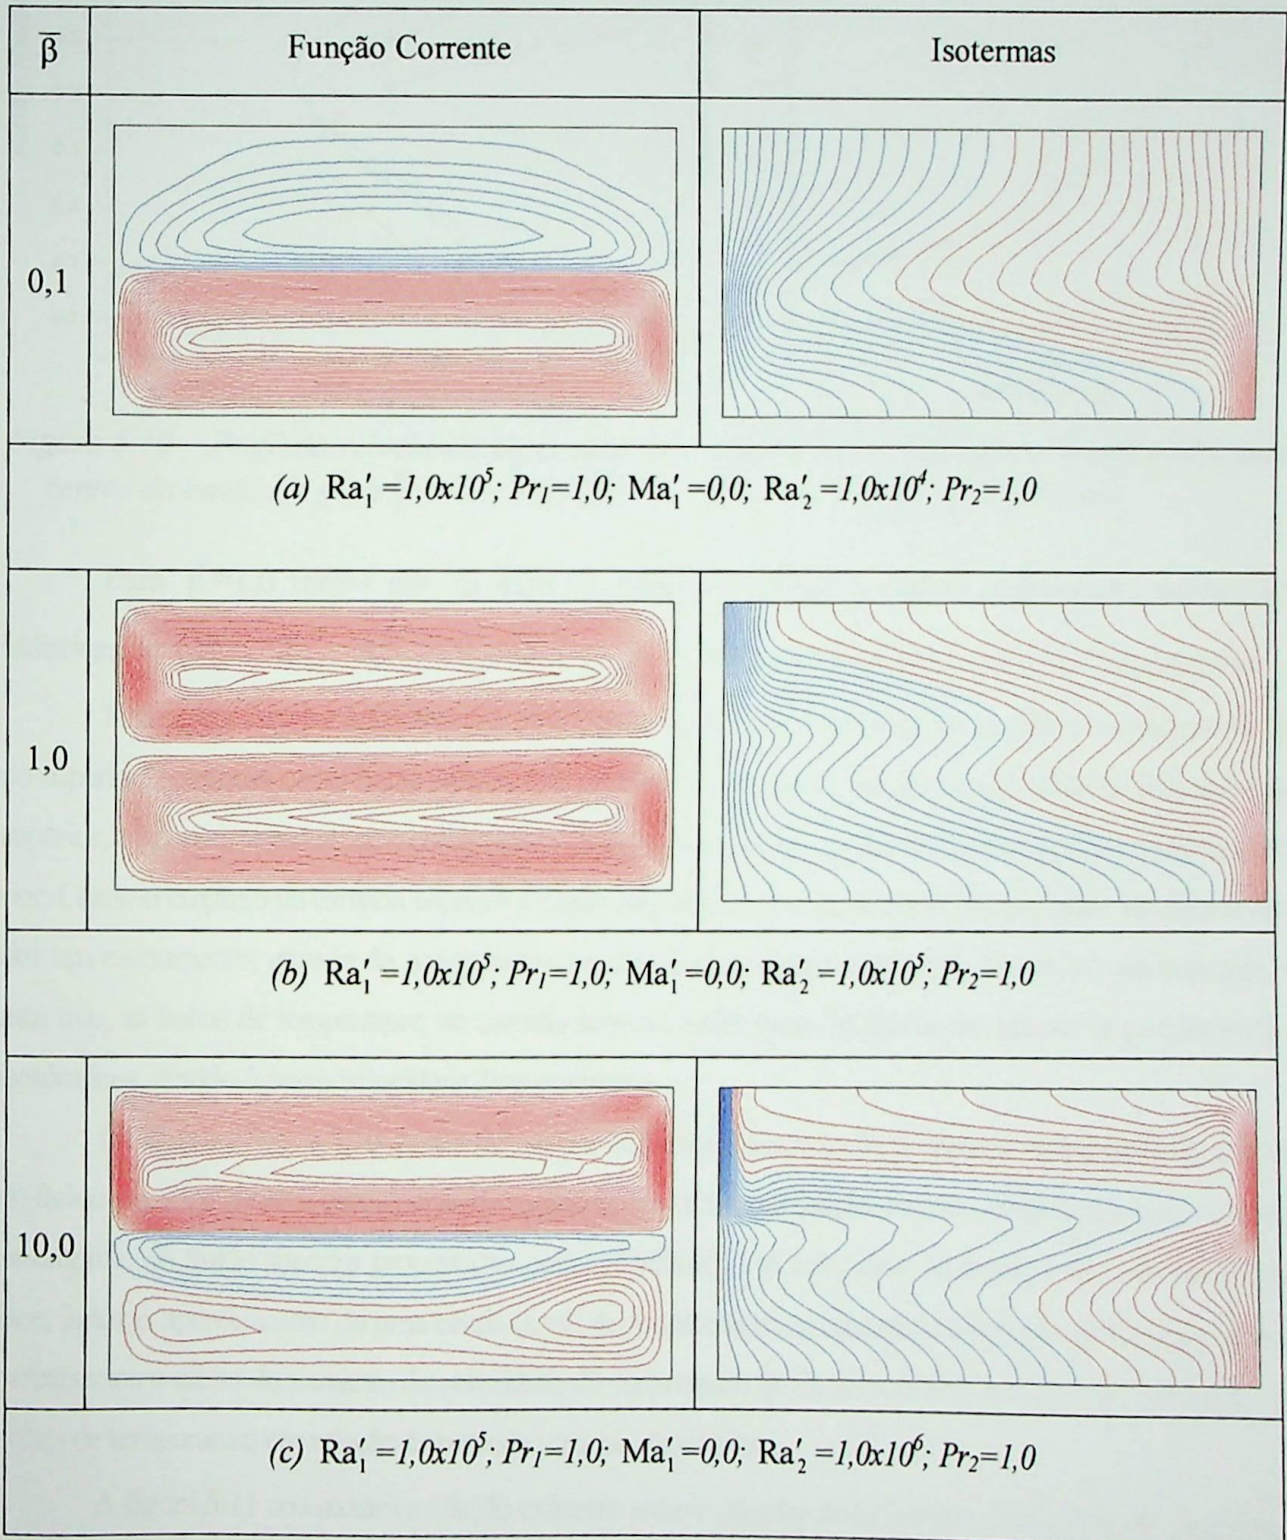 β̅ Função Corrente Isotermas
0,1
(a) Ra′₁ =1,0x10⁵; Pr₁=1,0; Ma′₁ =0,0; Ra′₂ =1,0x10⁴; Pr₂=1,0
1,0
(b) Ra′₁ =1,0x10⁵; Pr₁=1,0; Ma′₁ =0,0; Ra′₂ =1,0x10⁵; Pr₂=1,0
10,0
(c) Ra′₁ =1,0x10⁵; Pr₁=1,0; Ma′₁ =0,0; Ra′₂ =1,0x10⁶; Pr₂=1,0